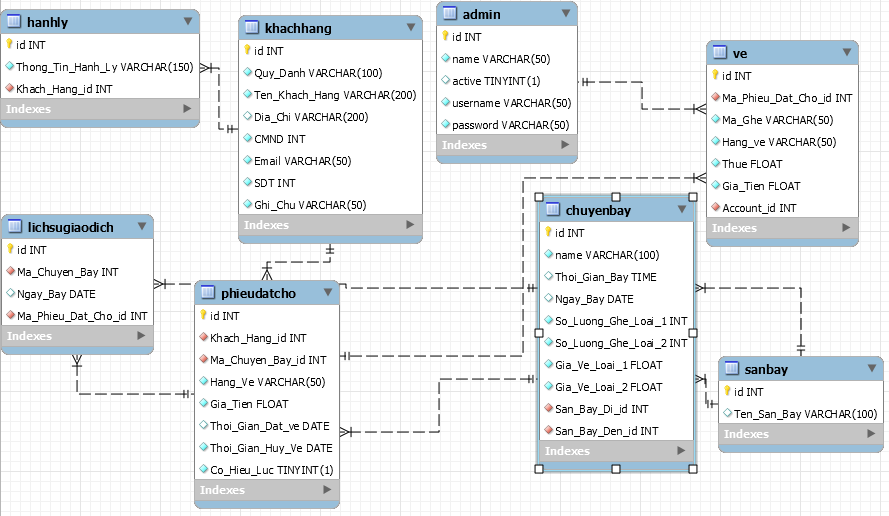 hanhly
id INT
Thong_Tin_Hanh_Ly VARCHAR(150)
Khach_Hang_id INT
Indexes
khachhang
id INT
Quy_Danh VARCHAR(100)
Ten_Khach_Hang VARCHAR(200)
Dia_Chi VARCHAR(200)
CMND INT
Email VARCHAR(50)
SDT INT
Ghi_Chu VARCHAR(50)
Indexes
admin
id INT
name VARCHAR(50)
active TINYINT(1)
username VARCHAR(50)
password VARCHAR(50)
Indexes
ve
id INT
Ma_Phieu_Dat_Cho_id INT
Ma_Ghe VARCHAR(50)
Hang_ve VARCHAR(50)
Thue FLOAT
Gia_Tien FLOAT
Account_id INT
Indexes
lichsugiaodich
id INT
Ma_Chuyen_Bay INT
Ngay_Bay DATE
Ma_Phieu_Dat_Cho_id INT
Indexes
phieudatcho
id INT
Khach_Hang_id INT
Ma_Chuyen_Bay_id INT
Hang_Ve VARCHAR(50)
Gia_Tien FLOAT
Thoi_Gian_Dat_ve DATE
Thoi_Gian_Huy_Ve DATE
Co_Hieu_Luc TINYINT(1)
Indexes
chuyenbay
id INT
name VARCHAR(100)
Thoi_Gian_Bay TIME
Ngay_Bay DATE
So_Luong_Ghe_Loai_1 INT
So_Luong_Ghe_Loai_2 INT
Gia_Ve_Loai_1 FLOAT
Gia_Ve_Loai_2 FLOAT
San_Bay_Di_id INT
San_Bay_Den_id INT
Indexes
sanbay
id INT
Ten_San_Bay VARCHAR(100)
Indexes